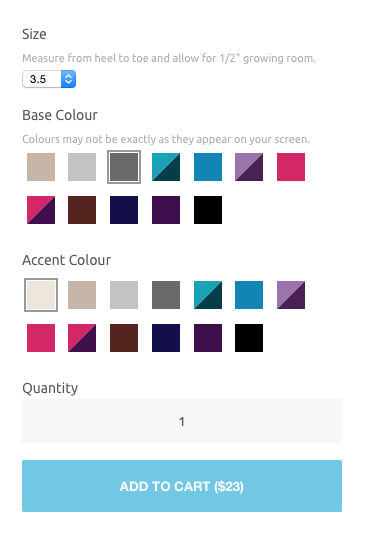 Size
Measure from heel to toe and allow for 1/2" growing room.
3.5
Base Colour
Colours may not be exactly as they appear on your screen.
Accent Colour
Quantity
1
ADD TO CART ($23)